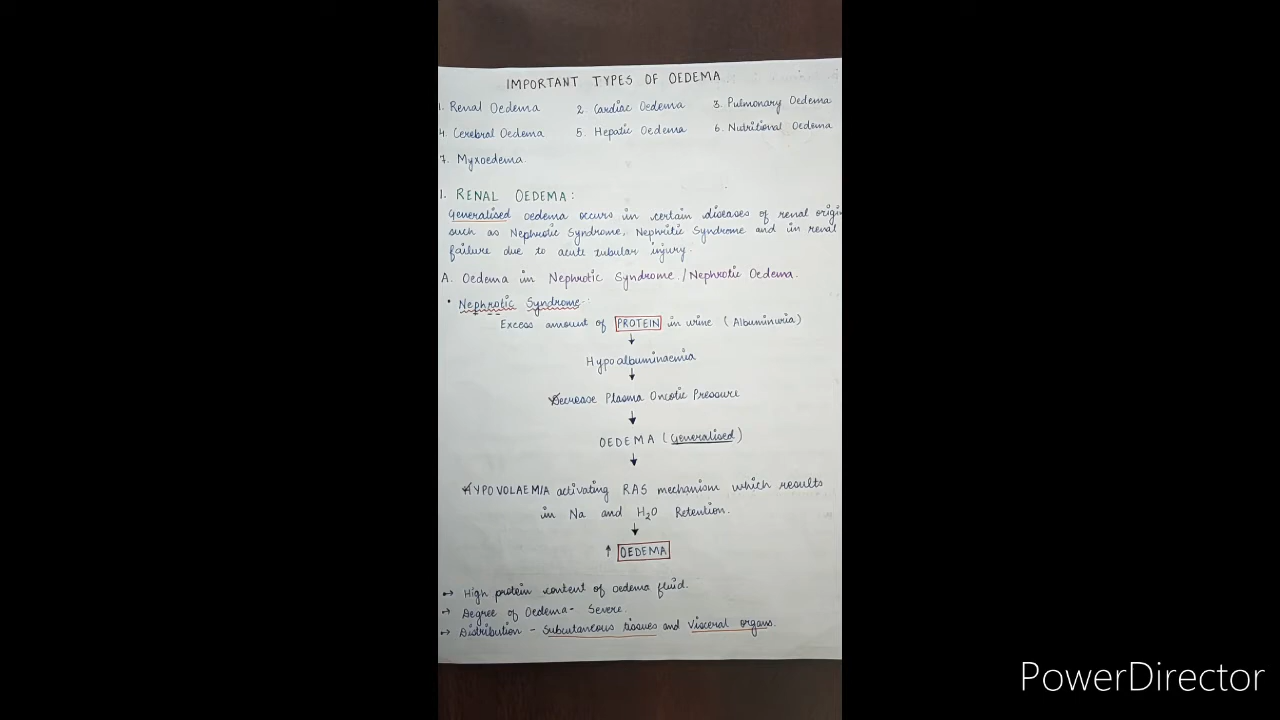 IMPORTANT TYPES OF OEDEMA
1. Renal Oedema 2. Cardiac Oedema 3. Pulmonary Oedema
4. Cerebral Oedema 5. Hepatic Oedema 6. Nutritional Oedema
7. Myxoedema
1. RENAL OEDEMA:
Generalised oedema occurs in certain diseases of renal origin
such as Nephrotic Syndrome, Nephritic Syndrome and in renal
failure due to acute tubular injury.
A. Oedema in Nephrotic Syndrome/Nephrotic Oedema.
• Nephrotic Syndrome:
Excess amount of PROTEIN in urine (Albuminuria)
↓
Hypoalbuminaemia
↓
Decrease Plasma Oncotic Pressure
↓
OEDEMA (Generalised)
↓
HYPOVOLAEMIA activating RAS mechanism which results
in Na and H₂O Retention.
↓
↑ OEDEMA
↦ High protein content of oedema fluid.
↦ Degree of Oedema - Severe.
↦ Distribution - Subcutaneous tissues and Visceral organs.
PowerDirector